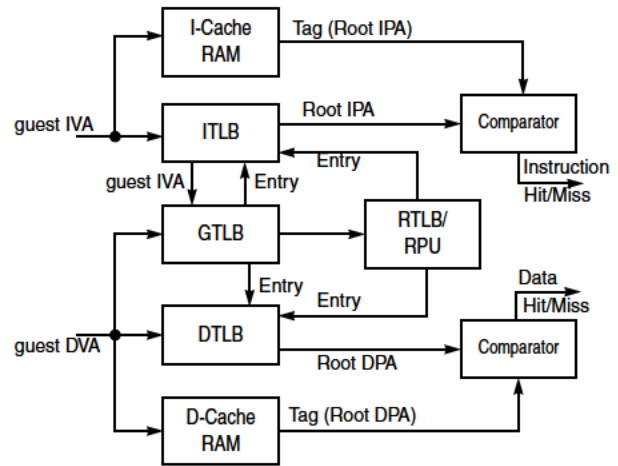 I-Cache
RAM
Tag (Root IPA)
guest IVA
ITLB
Root IPA
Comparator
Entry
Instruction
Hit/Miss
guest IVA
Entry
GTLB
RTLB/
RPU
Entry
Entry
Data
Hit/Miss
guest DVA
DTLB
Root DPA
Comparator
D-Cache
RAM
Tag (Root DPA)